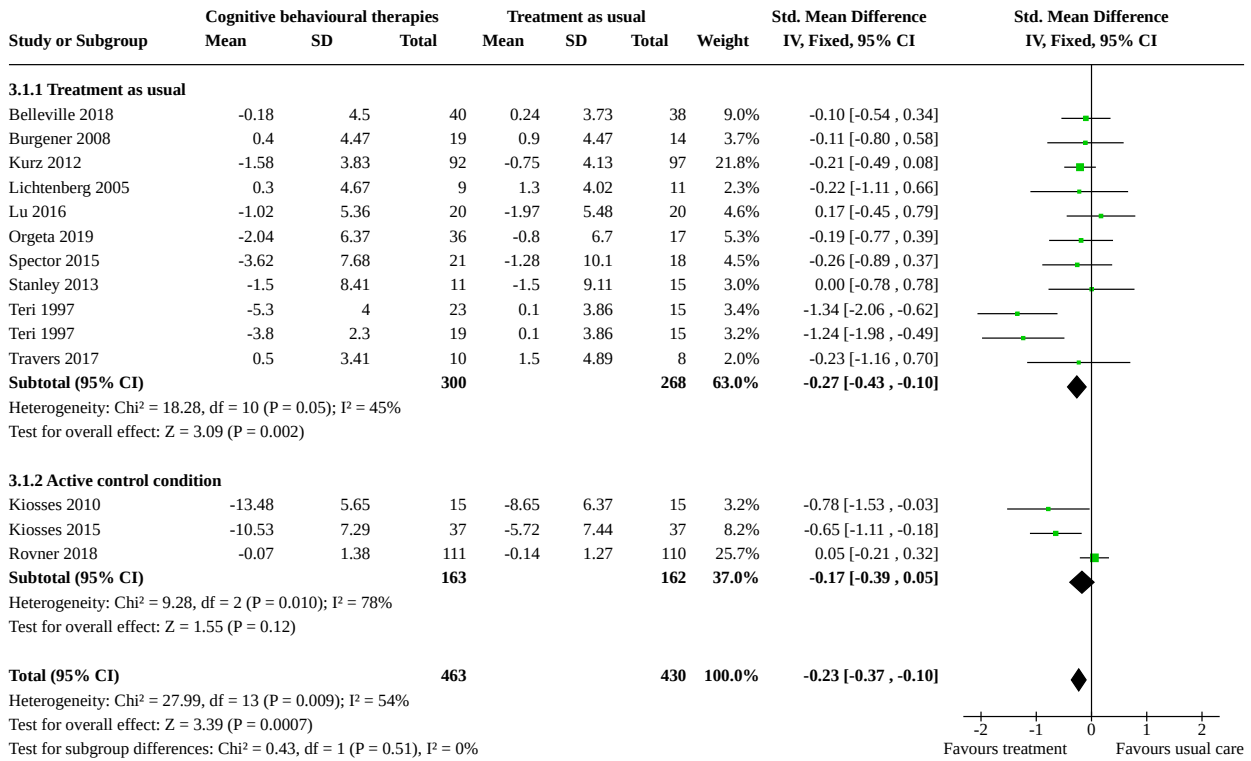 Cognitive behavioural therapies Treatment as usual Std. Mean Difference Std. Mean Difference
Study or Subgroup Mean SD Total Mean SD Total Weight IV, Fixed, 95% CI IV, Fixed, 95% CI
3.1.1 Treatment as usual
Belleville 2018 -0.18 4.5 40 0.24 3.73 38 9.0% -0.10 [-0.54 , 0.34]
Burgener 2008 0.4 4.47 19 0.9 4.47 14 3.7% -0.11 [-0.80 , 0.58]
Kurz 2012 -1.58 3.83 92 -0.75 4.13 97 21.8% -0.21 [-0.49 , 0.08]
Lichtenberg 2005 0.3 4.67 9 1.3 4.02 11 2.3% -0.22 [-1.11 , 0.66]
Lu 2016 -1.02 5.36 20 -1.97 5.48 20 4.6% 0.17 [-0.45 , 0.79]
Orgeta 2019 -2.04 6.37 36 -0.8 6.7 17 5.3% -0.19 [-0.77 , 0.39]
Spector 2015 -3.62 7.68 21 -1.28 10.1 18 4.5% -0.26 [-0.89 , 0.37]
Stanley 2013 -1.5 8.41 11 -1.5 9.11 15 3.0% 0.00 [-0.78 , 0.78]
Teri 1997 -5.3 4 23 0.1 3.86 15 3.4% -1.34 [-2.06 , -0.62]
Teri 1997 -3.8 2.3 19 0.1 3.86 15 3.2% -1.24 [-1.98 , -0.49]
Travers 2017 0.5 3.41 10 1.5 4.89 8 2.0% -0.23 [-1.16 , 0.70]
Subtotal (95% CI) 300 268 63.0% -0.27 [-0.43 , -0.10]
Heterogeneity: Chi² = 18.28, df = 10 (P = 0.05); I² = 45%
Test for overall effect: Z = 3.09 (P = 0.002)
3.1.2 Active control condition
Kiosses 2010 -13.48 5.65 15 -8.65 6.37 15 3.2% -0.78 [-1.53 , -0.03]
Kiosses 2015 -10.53 7.29 37 -5.72 7.44 37 8.2% -0.65 [-1.11 , -0.18]
Rovner 2018 -0.07 1.38 111 -0.14 1.27 110 25.7% 0.05 [-0.21 , 0.32]
Subtotal (95% CI) 163 162 37.0% -0.17 [-0.39 , 0.05]
Heterogeneity: Chi² = 9.28, df = 2 (P = 0.010); I² = 78%
Test for overall effect: Z = 1.55 (P = 0.12)
Total (95% CI) 463 430 100.0% -0.23 [-0.37 , -0.10]
Heterogeneity: Chi² = 27.99, df = 13 (P = 0.009); I² = 54%
Test for overall effect: Z = 3.39 (P = 0.0007)
-2 -1 0 1 2
Test for subgroup differences: Chi² = 0.43, df = 1 (P = 0.51), I² = 0% Favours treatment Favours usual care